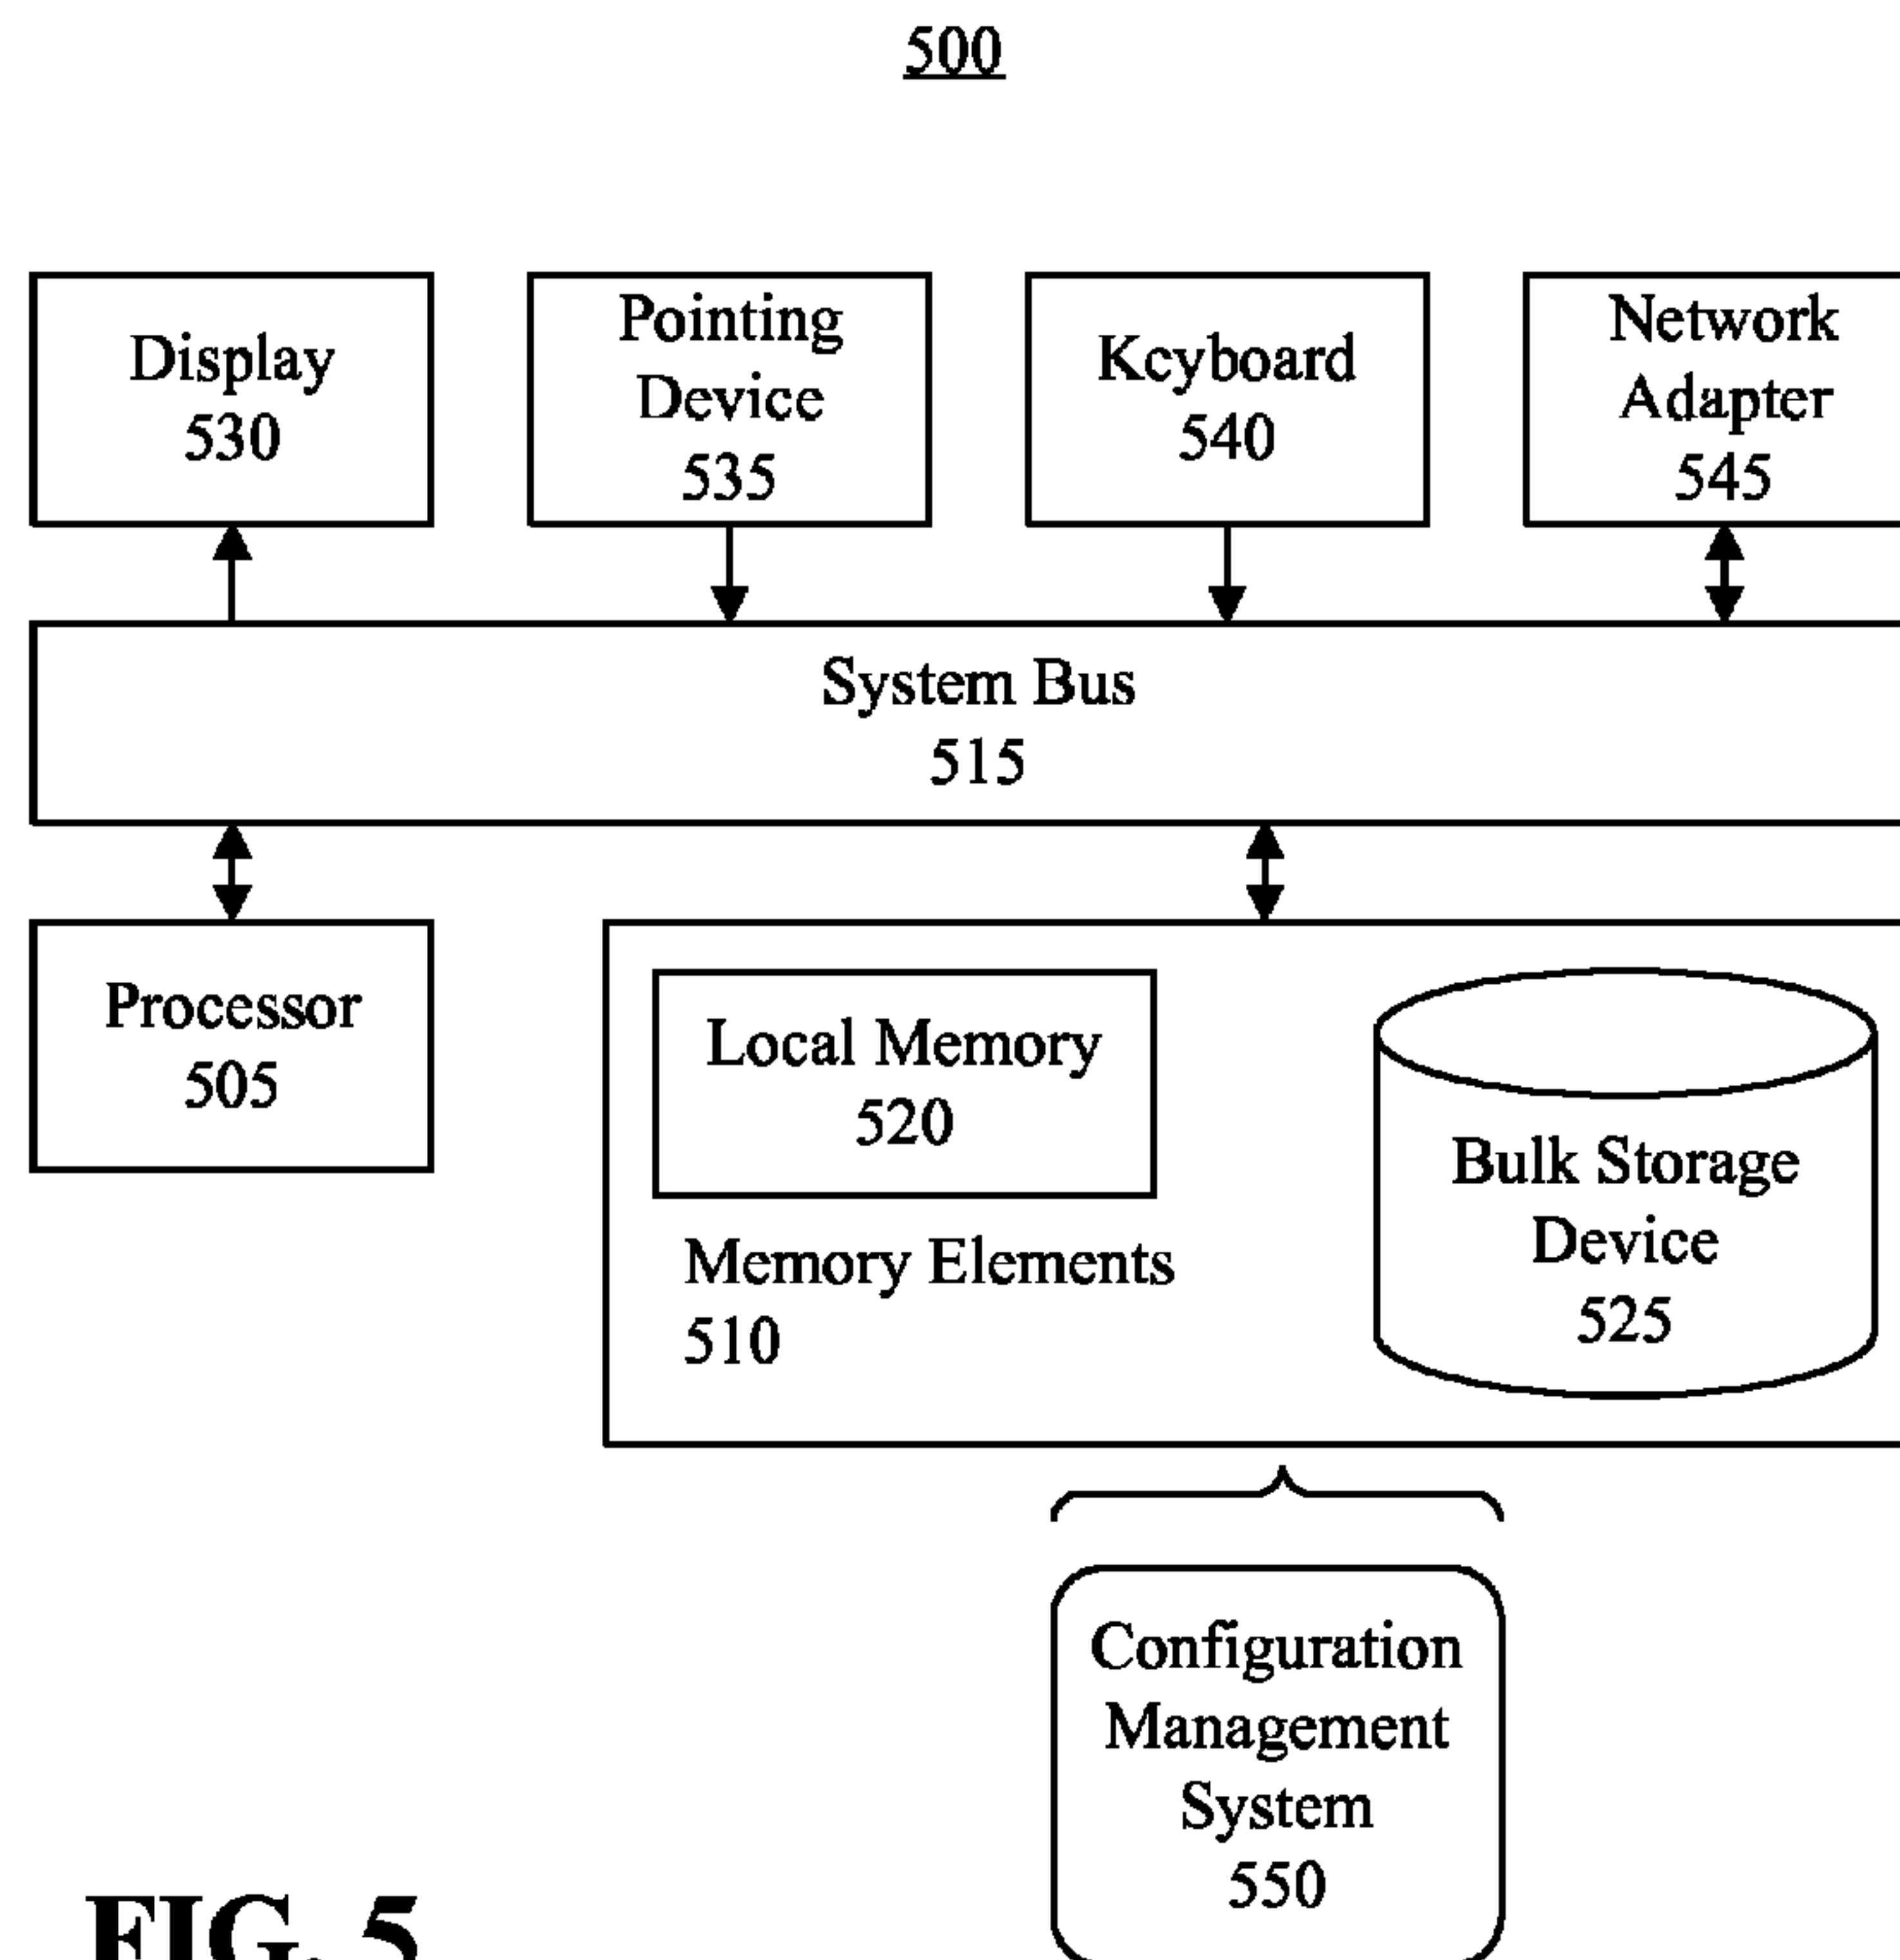 500
Display
530
Pointing
Device
535
Keyboard
540
Network
Adapter
545
System Bus
515
Processor
505
Local Memory
520
Memory Elements
510
Bulk Storage
Device
525
Configuration
Management
System
550
FIG. 5